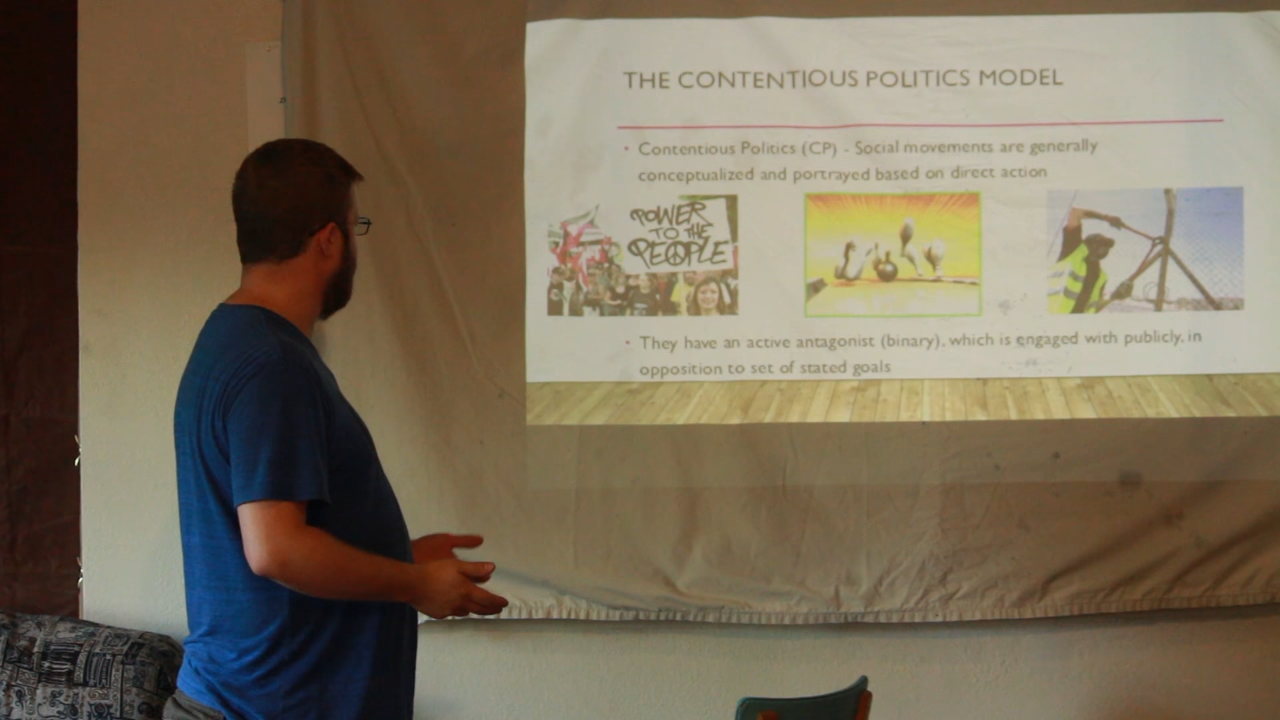 THE CONTENTIOUS POLITICS MODEL
• Contentious Politics (CP) - Social movements are generally
conceptualized and portrayed based on direct action
POWER
TO THE
PEOPLE
• They have an active antagonist (binary), which is engaged with publicly, in
opposition to set of stated goals